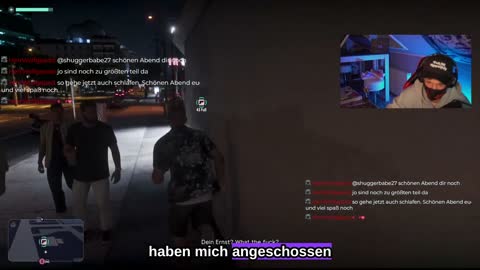 @shuggerbabe27 schönen Abend dir noch
jo sind noch zu größten teil da
so gehe jetzt auch schlafen. Schönen Abend eu
und viel spaß noch
@shuggerbabe27 schönen Abend dir noch
jo sind noch zu größten teil da
so gehe jetzt auch schlafen. Schönen Abend eu
und viel spaß noch
Dein Ernst? What the fuck?
haben mich angeschossen